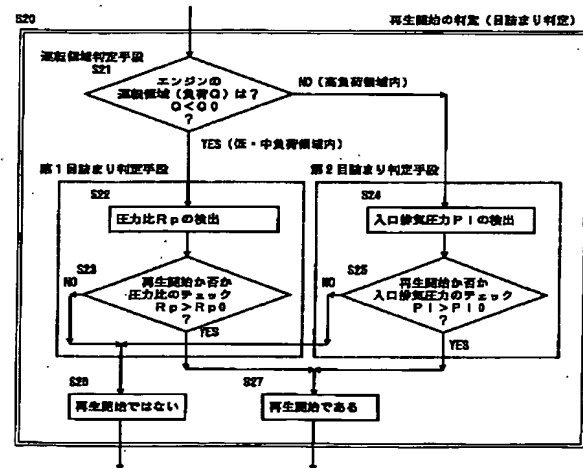 S20
再生開始の判定(目詰まり判定)
運転領域判定手段
S21
エンジンの
運転領域(負荷Q)は?
Q<Q0
?
NO(高負荷領域内)
YES(低・中負荷領域内)
第1目詰まり判定手段
第2目詰まり判定手段
S22
圧力比Rpの検出
S24
入口排気圧力PIの検出
S23
再生開始か否か
圧力比のチェック
Rp>Rp0
?
NO
YES
S25
再生開始か否か
入口排気圧力のチェック
PI>PI0
?
NO
YES
S26
再生開始ではない
S27
再生開始である